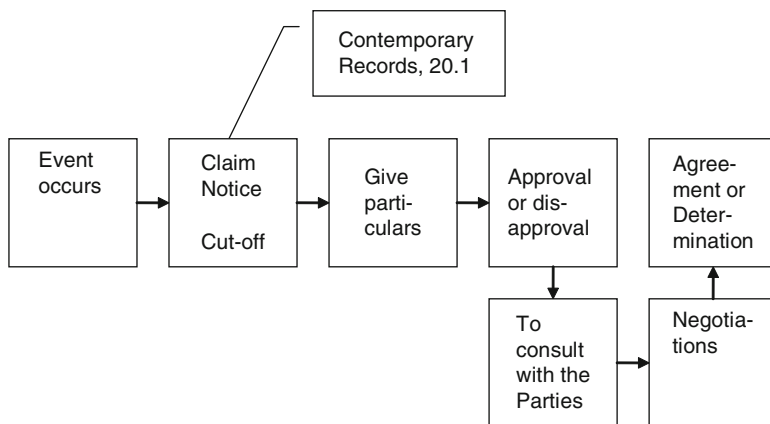 Contemporary
Records, 20.1
Event
occurs
Claim
Notice
Cut-off
Give
parti-
culars
Approval
or dis-
approval
Agree-
ment or
Deter-
mination
To
consult
with the
Parties
Negotia-
tions